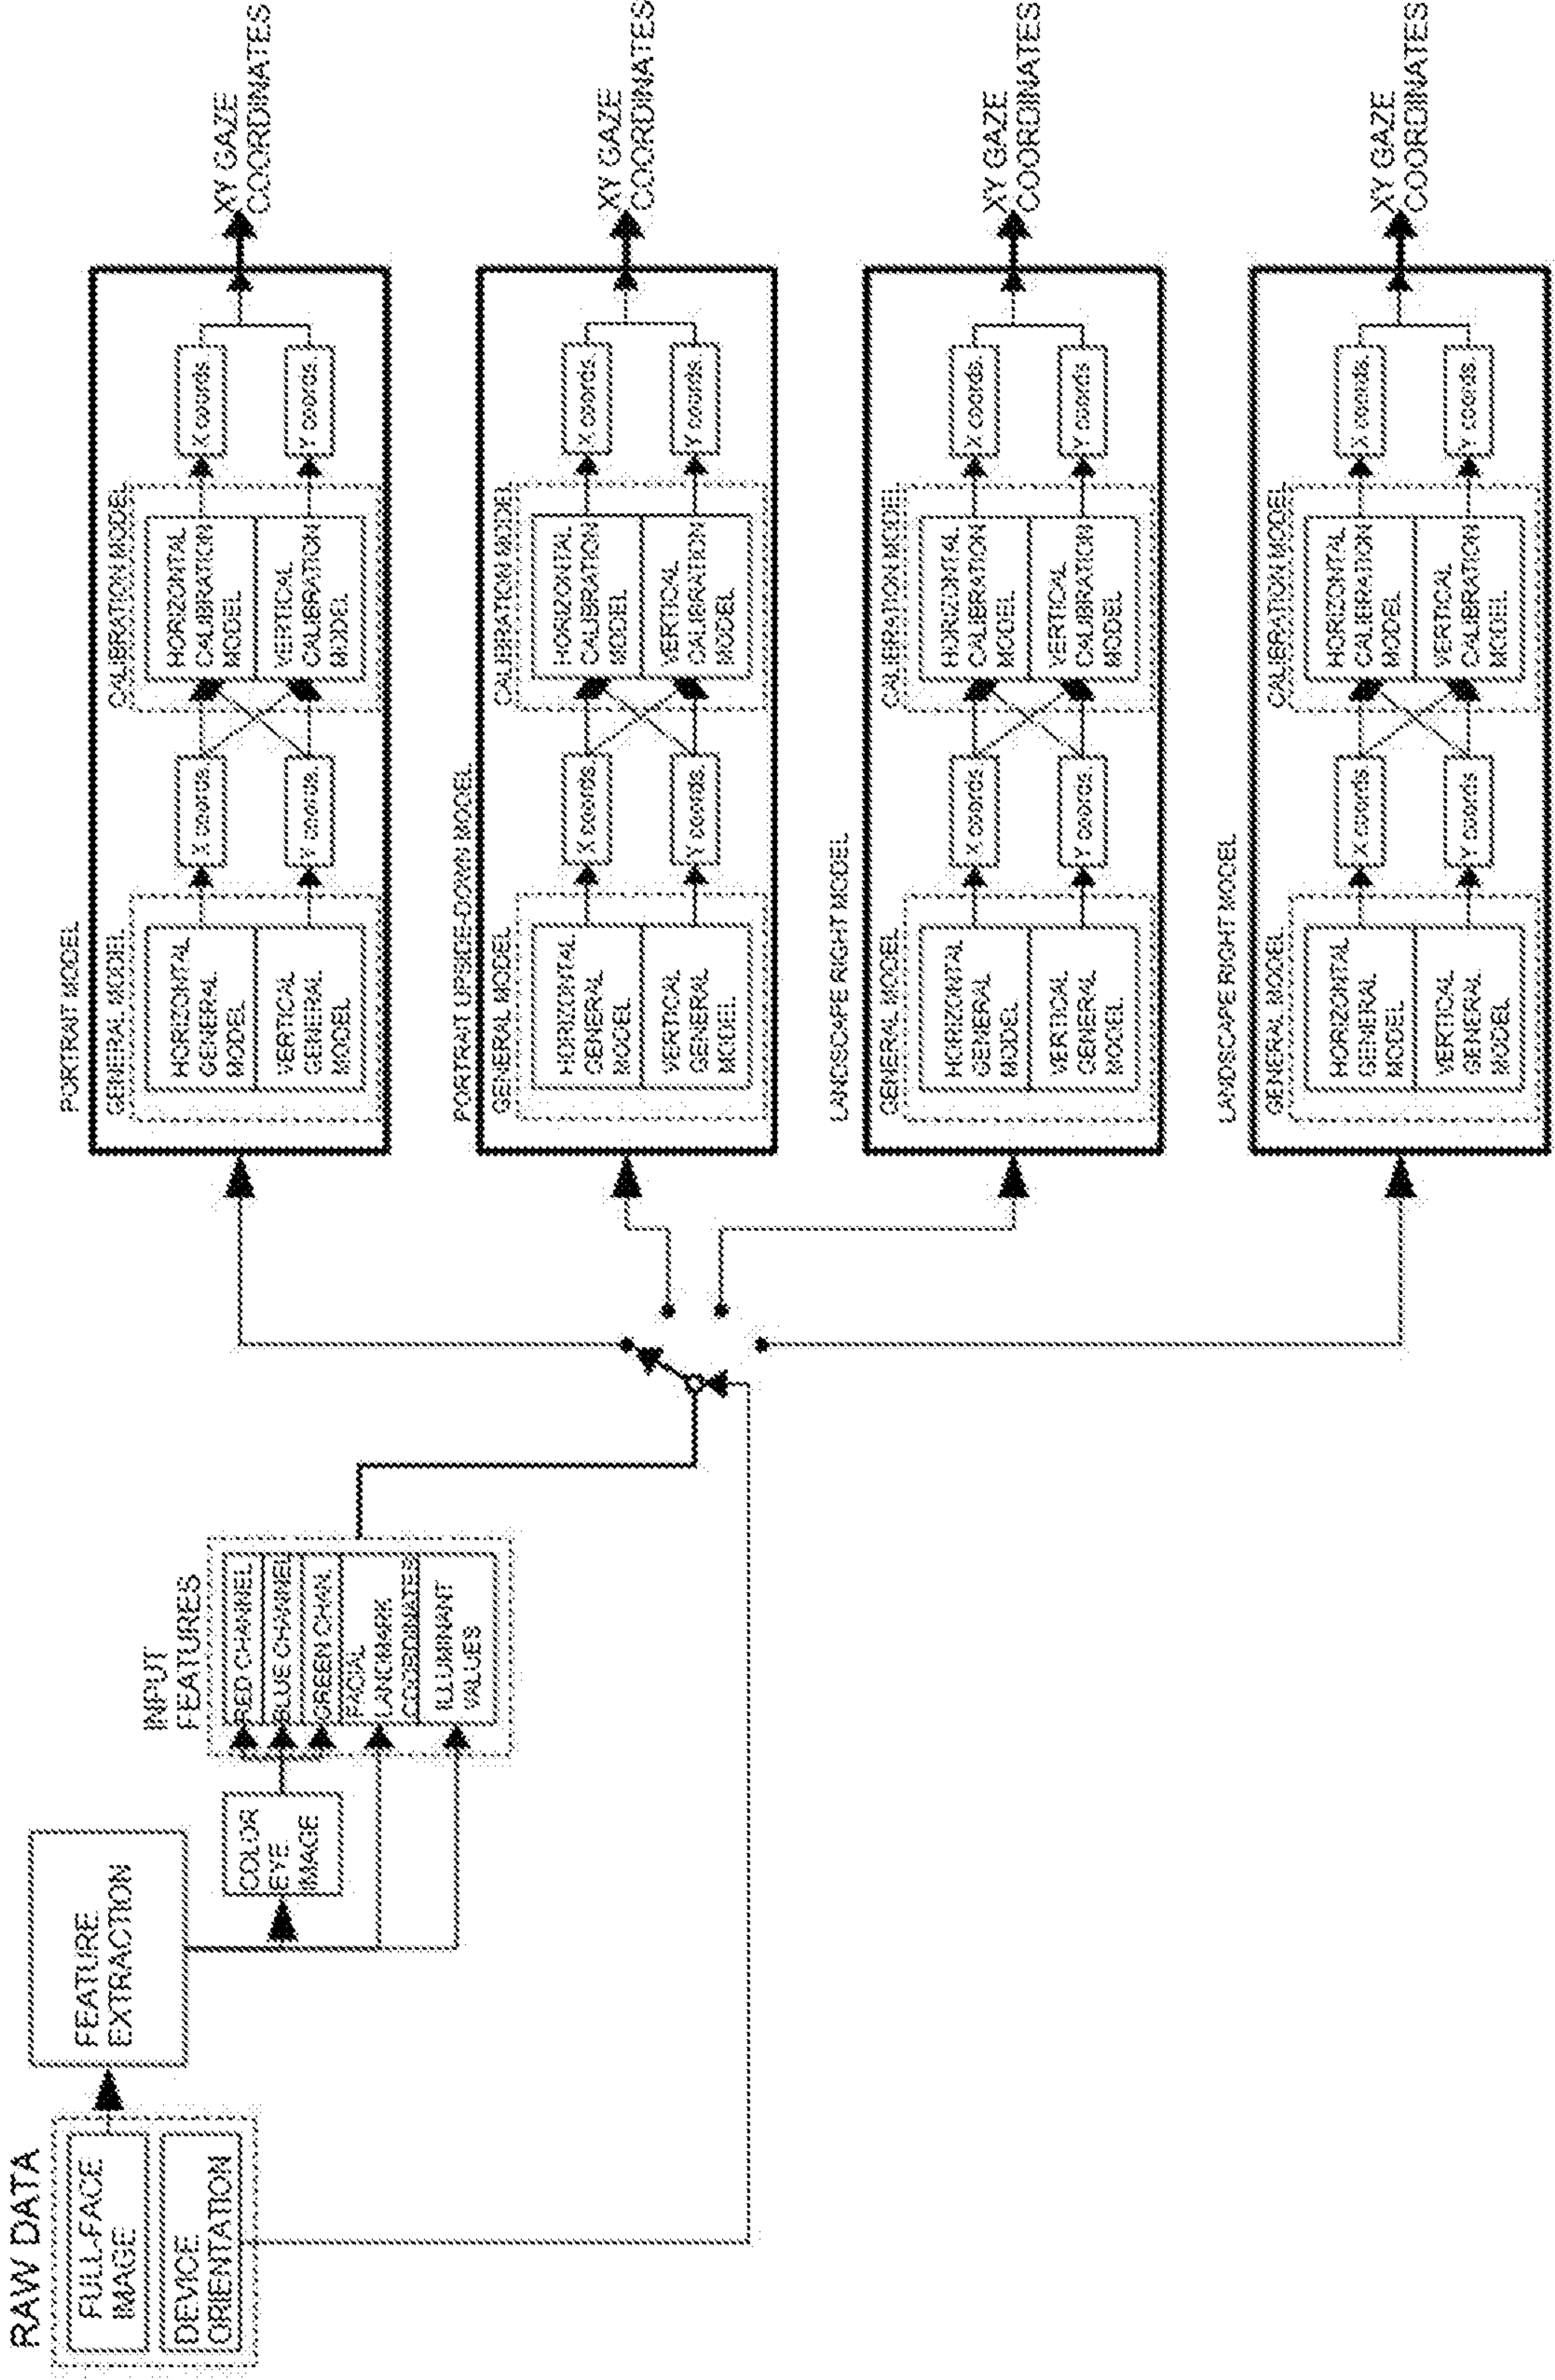 RAW DATA
FULL-FACE
IMAGE
DEVICE
ORIENTATION
FEATURE
EXTRACTION
COLOR
EYE
IMAGE
INPUT
FEATURES
RED CHANNEL
BLUE CHANNEL
GREEN CHAN.
FACIAL
LANDMARK
COORDINATES
ILLUMINANT
VALUES
PORTRAIT MODEL
GENERAL MODEL
HORIZONTAL
GENERAL
MODEL
VERTICAL
GENERAL
MODEL
X coords.
Y coords.
CALIBRATION MODEL
HORIZONTAL
CALIBRATION
MODEL
VERTICAL
CALIBRATION
MODEL
X coords.
Y coords.
XY GAZE
COORDINATES
PORTRAIT UPSIDE-DOWN MODEL
GENERAL MODEL
HORIZONTAL
GENERAL
MODEL
VERTICAL
GENERAL
MODEL
X coords.
Y coords.
CALIBRATION MODEL
HORIZONTAL
CALIBRATION
MODEL
VERTICAL
CALIBRATION
MODEL
X coords.
Y coords.
XY GAZE
COORDINATES
LANDSCAPE RIGHT MODEL
GENERAL MODEL
HORIZONTAL
GENERAL
MODEL
VERTICAL
GENERAL
MODEL
X coords.
Y coords.
CALIBRATION MODEL
HORIZONTAL
CALIBRATION
MODEL
VERTICAL
CALIBRATION
MODEL
X coords.
Y coords.
XY GAZE
COORDINATES
LANDSCAPE RIGHT MODEL
GENERAL MODEL
HORIZONTAL
GENERAL
MODEL
VERTICAL
GENERAL
MODEL
X coords.
Y coords.
CALIBRATION MODEL
HORIZONTAL
CALIBRATION
MODEL
VERTICAL
CALIBRATION
MODEL
X coords.
Y coords.
XY GAZE
COORDINATES